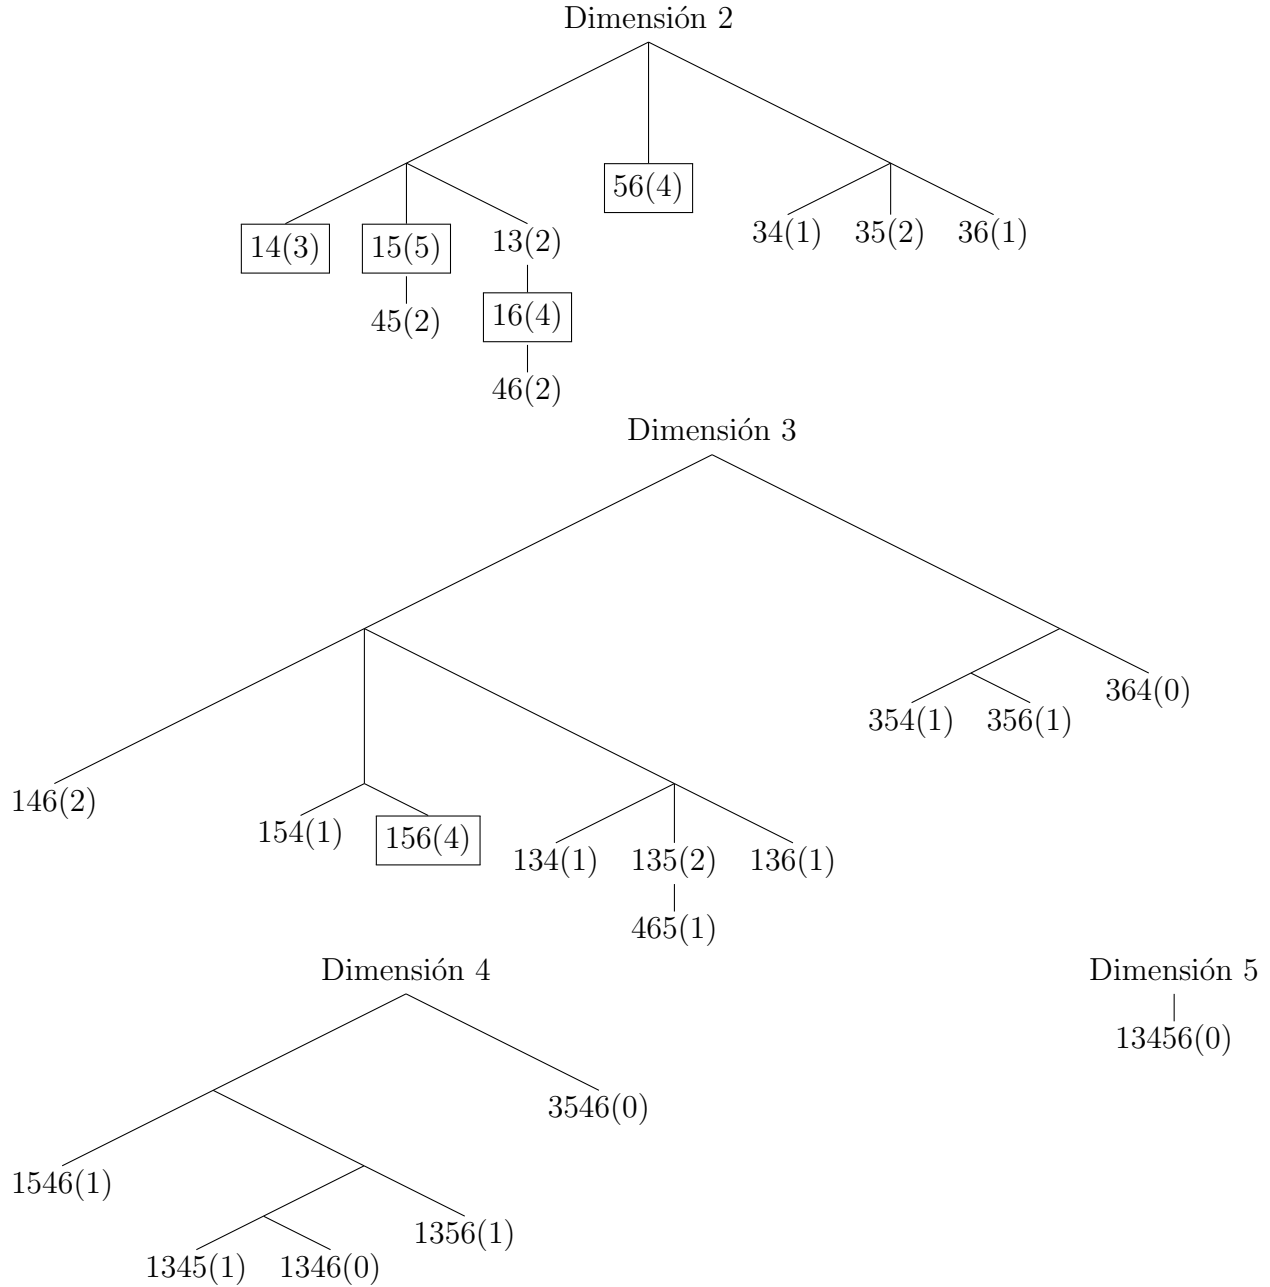 Dimensión 2
56(4)
14(3) 15(5) 13(2) 34(1) 35(2) 36(1)
45(2) 16(4)
46(2)
Dimensión 3
364(0)
354(1) 356(1)
146(2)
154(1) 156(4)
134(1) 135(2) 136(1)
465(1)
Dimensión 4 Dimensión 5
13456(0)
3546(0)
1546(1)
1356(1)
1345(1) 1346(0)